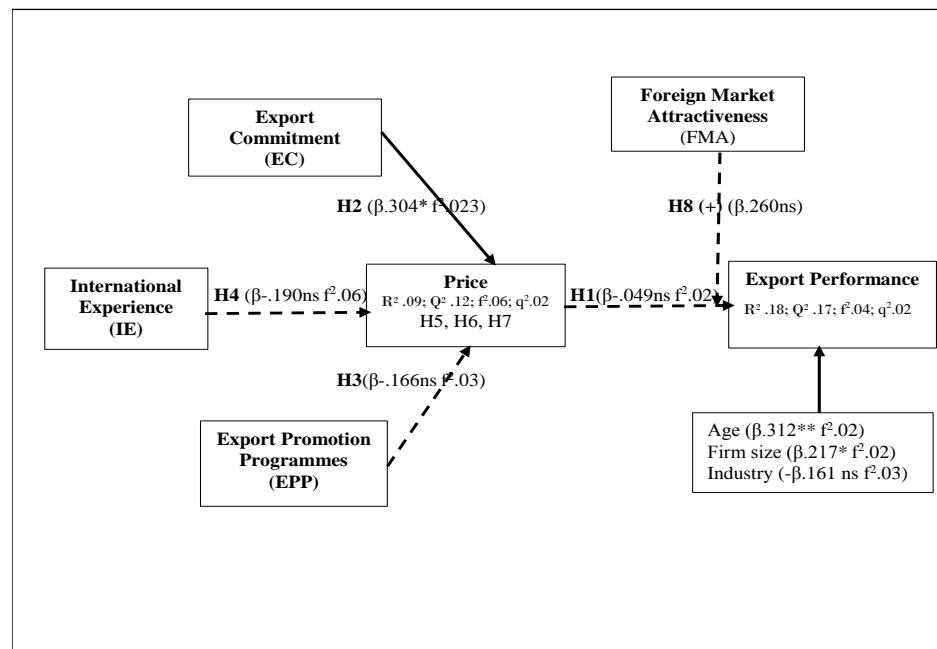 Export
Commitment
(EC)
Foreign Market
Attractiveness
(FMA)
H2 (β.304* f².023)
H8 (+) (β.260ns)
International
Experience
(IE)
H4 (β-.190ns f².06)
Price
R² .09; Q² .12; f².06; q².02
H5, H6, H7
H1(β-.049ns f².02)
Export Performance
R² .18; Q² .17; f².04; q².02
H3(β-.166ns f².03)
Export Promotion
Programmes
(EPP)
Age (β.312** f².02)
Firm size (β.217* f².02)
Industry (-β.161 ns f².03)